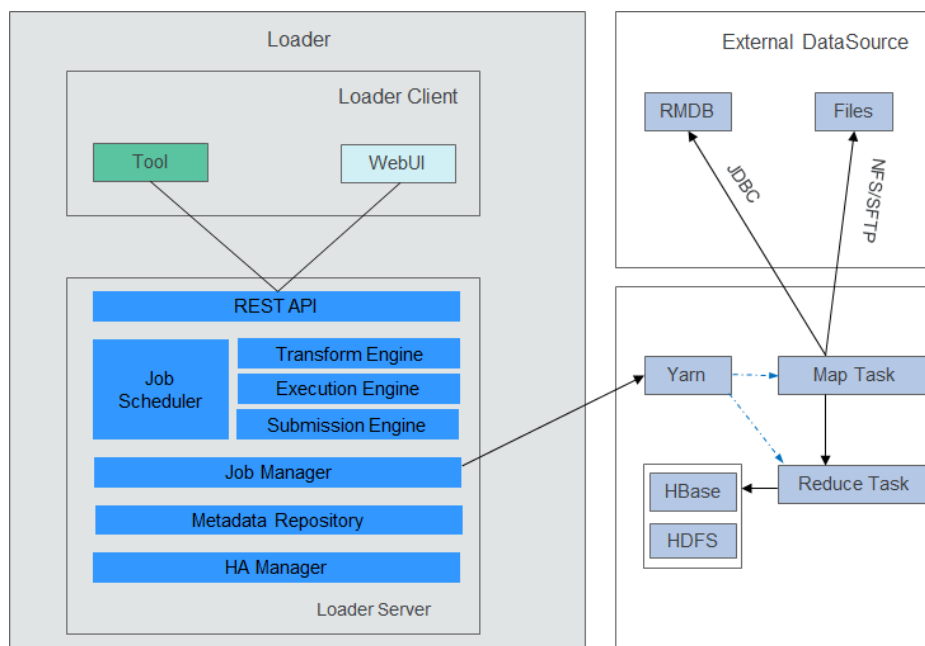 Loader
Loader Client
Tool
WebUI
REST API
Job
Scheduler
Transform Engine
Execution Engine
Submission Engine
Job Manager
Metadata Repository
HA Manager
Loader Server
External DataSource
RMDB
Files
JDBC
NFS/SFTP
Yarn
Map Task
Reduce Task
HBase
HDFS